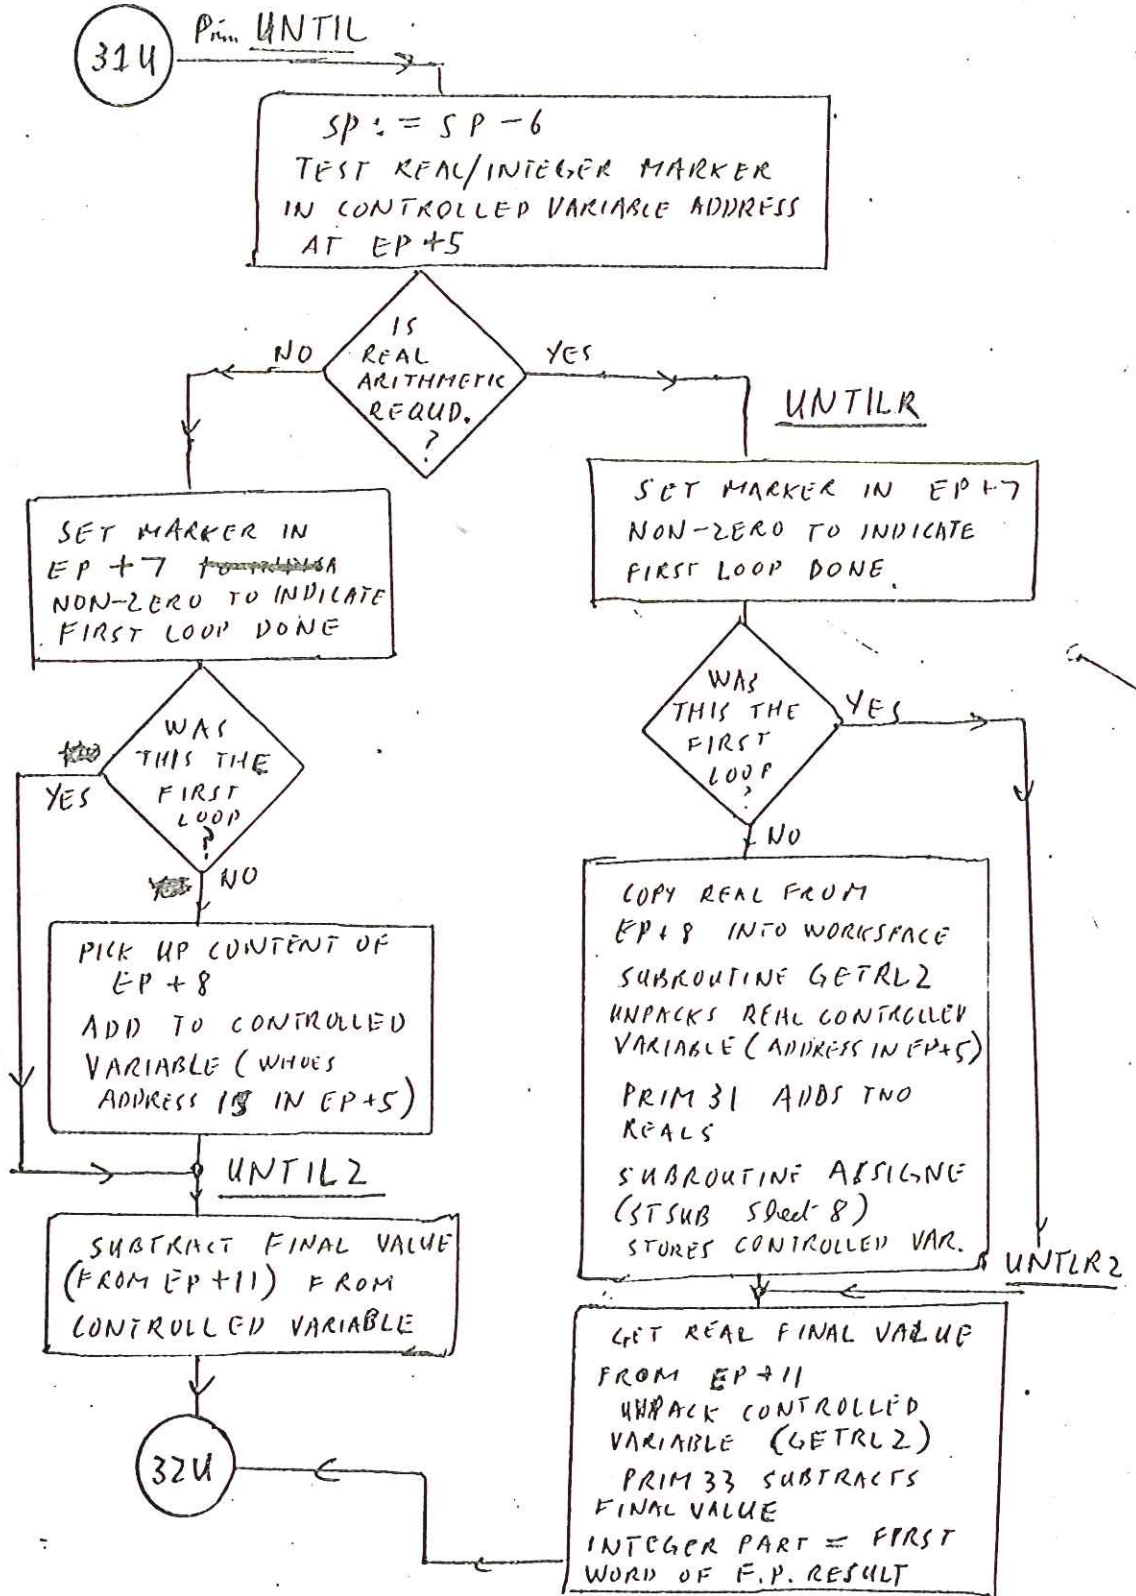 31U
Prim UNTIL
SP := SP - 6
TEST REAL/INTEGER MARKER
IN CONTROLLED VARIABLE ADDRESS
AT EP+5
IS
REAL
ARITHMETIC
REQUD.
?
NO
YES
UNTILR
SET MARKER IN
EP+7
NON-ZERO TO INDICATE
FIRST LOOP DONE
SET MARKER IN EP+7
NON-ZERO TO INDICATE
FIRST LOOP DONE.
WAS
THIS THE
FIRST
LOOP
?
YES
NO
WAS
THIS THE
FIRST
LOOP
?
YES
NO
PICK UP CONTENT OF
EP+8
ADD TO CONTROLLED
VARIABLE (WHOES
ADDRESS IS IN EP+5)
COPY REAL FROM
EP+8 INTO WORKSPACE
SUBROUTINE GETRL2
UNPACKS REAL CONTROLLED
VARIABLE (ADDRESS IN EP+5)
PRIM 31 ADDS TWO
REALS
SUBROUTINE ASSIGNE
(STSUB Sheet 8)
STORES CONTROLLED VAR.
UNTIL2
SUBTRACT FINAL VALUE
(FROM EP+11) FROM
CONTROLLED VARIABLE
UNTLR2
GET REAL FINAL VALUE
FROM EP+11
UNPACK CONTROLLED
VARIABLE (GETRL2)
PRIM 33 SUBTRACTS
FINAL VALUE
INTEGER PART = FIRST
WORD OF F.P. RESULT
32U